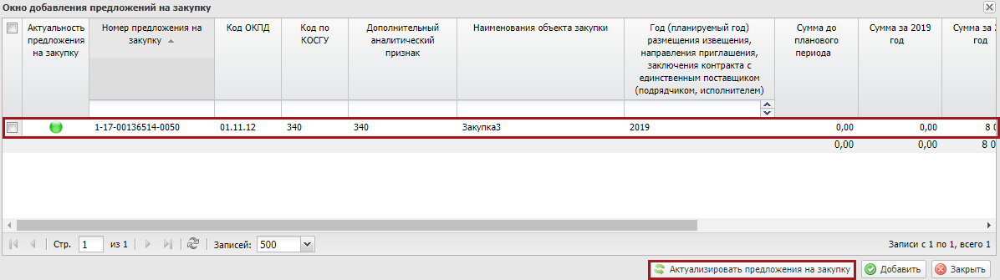 Окно добавления предложений на закупку
Актуальность предложения на закупку
Номер предложения на закупку
Код ОКПД
Код по КОСГУ
Дополнительный аналитический признак
Наименования объекта закупки
Год (планируемый год) размещения извещения, направления приглашения, заключения контракта с единственным поставщиком (подрядчиком, исполнителем)
Сумма до планового периода
Сумма за 2019 год
Сумма за 2 год
1-17-00136514-0050 01.11.12 340 340 Закупка3 2019 0,00 0,00 8 0
0,00 0,00 8 0
Стр. 1 из 1 Записей: 500 Записи с 1 по 1, всего 1
Актуализировать предложения на закупку Добавить Закрыть